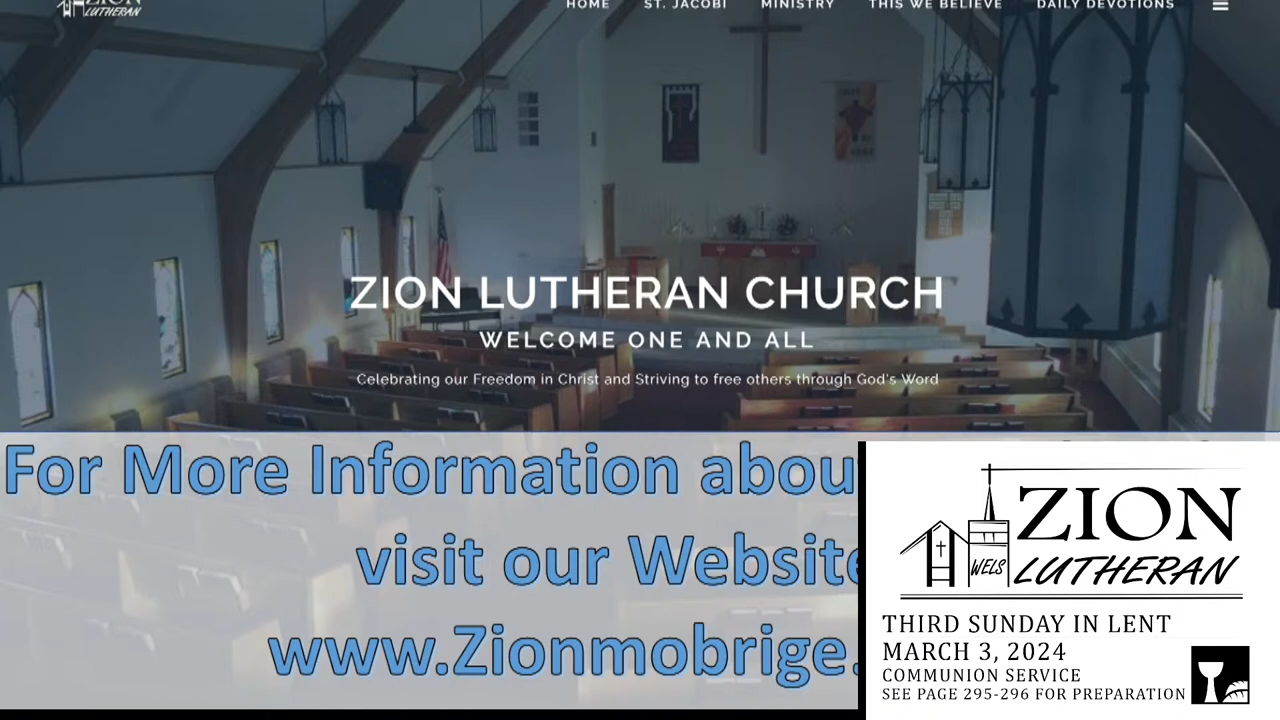 ZION
LUTHERAN
HOME ST. JACOBI MINISTRY THIS WE BELIEVE DAILY DEVOTIONS
ZION LUTHERAN CHURCH
WELCOME ONE AND ALL
Celebrating our Freedom in Christ and Striving to free others through God's Word
For More Information abou
visit our Website
www.Zionmobrige.
ZION
WELS
LUTHERAN
THIRD SUNDAY IN LENT
MARCH 3, 2024
COMMUNION SERVICE
SEE PAGE 295-296 FOR PREPARATION